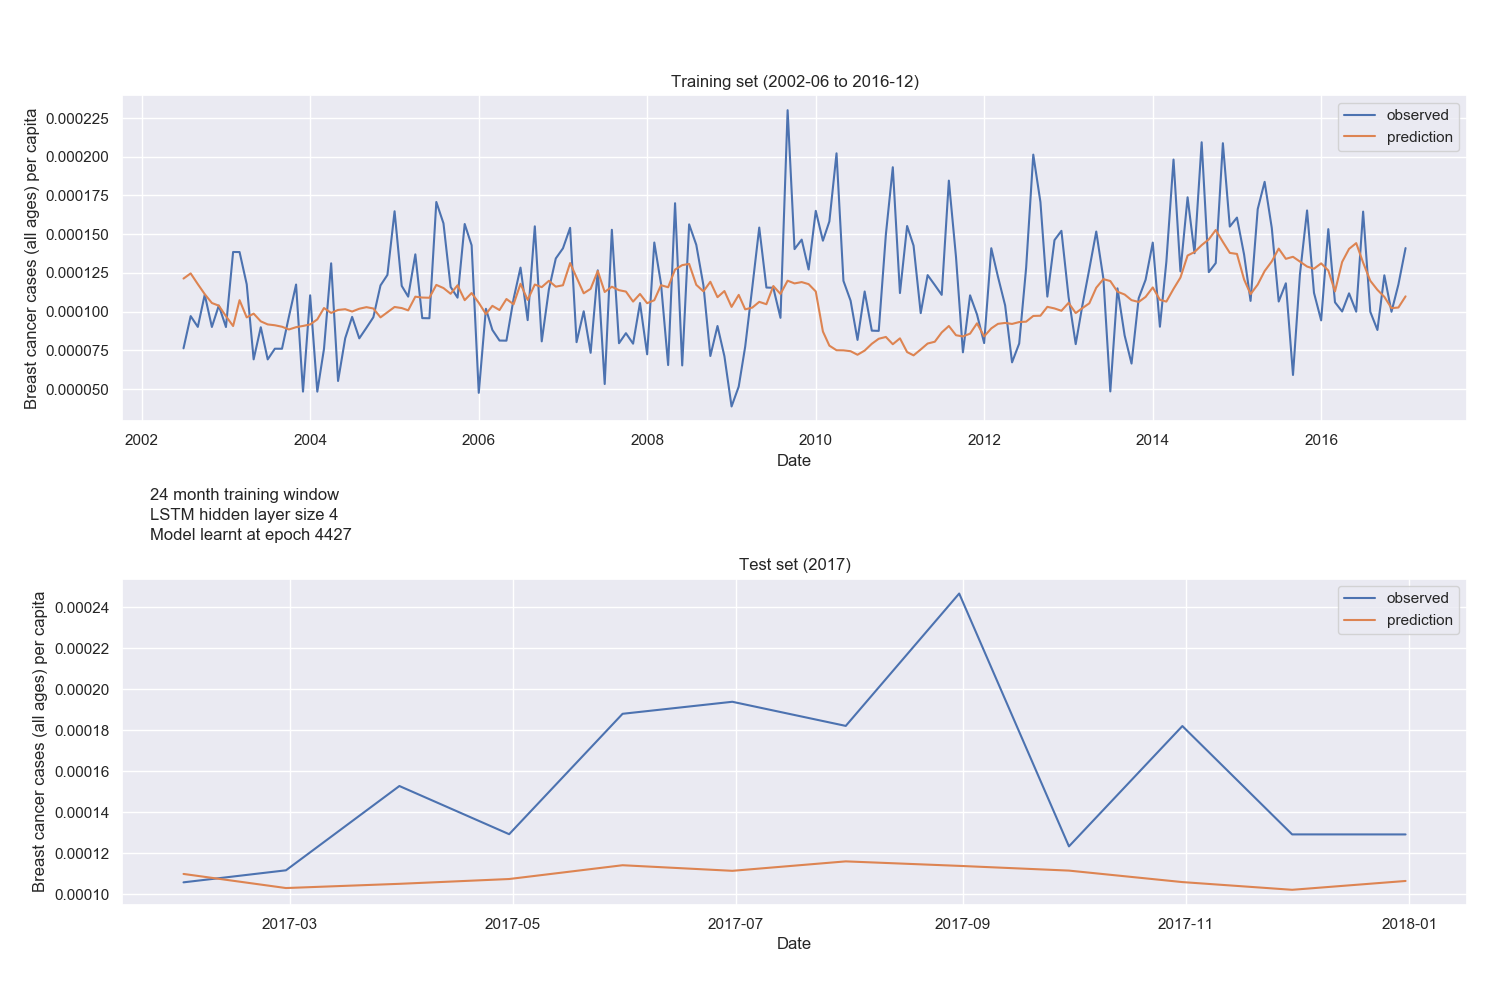 Training set (2002-06 to 2016-12)
Breast cancer cases (all ages) per capita
0.000225
0.000200
0.000175
0.000150
0.000125
0.000100
0.000075
0.000050
observed
prediction
2002 2004 2006 2008 2010 2012 2014 2016
Date
24 month training window
LSTM hidden layer size 4
Model learnt at epoch 4427
Test set (2017)
Breast cancer cases (all ages) per capita
0.00024
0.00022
0.00020
0.00018
0.00016
0.00014
0.00012
0.00010
observed
prediction
2017-03 2017-05 2017-07 2017-09 2017-11 2018-01
Date